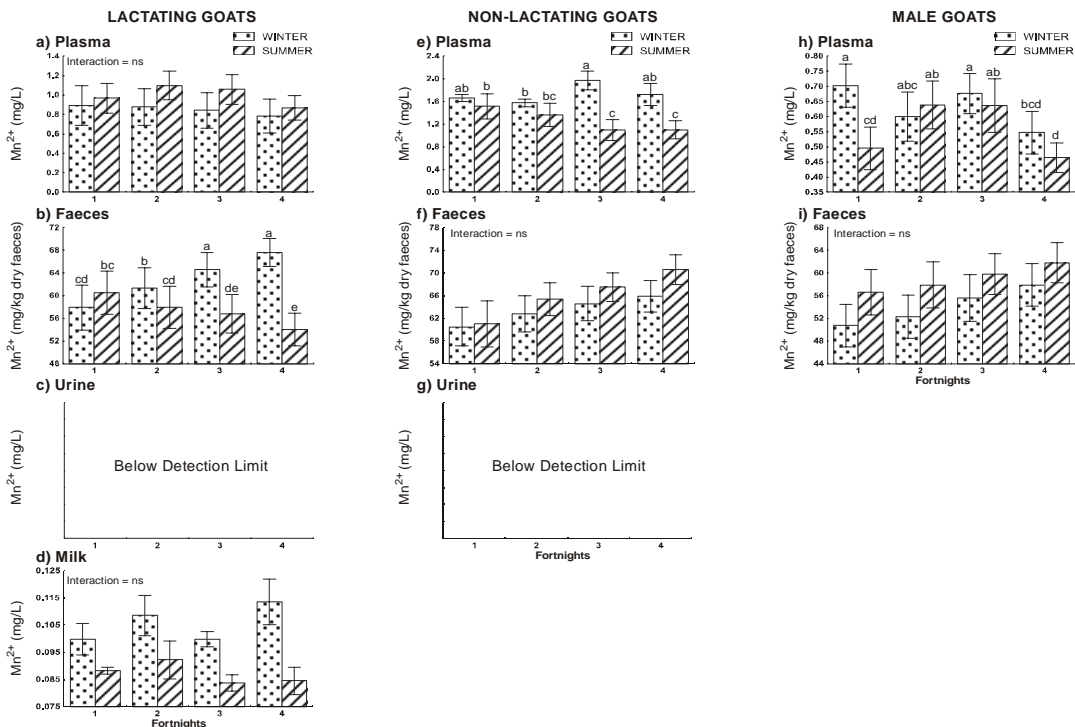 LACTATING GOATS
a) Plasma
WINTER
SUMMER
Interaction = ns
Mn2+ (mg/L)
1.4
1.2
1.0
0.8
0.6
0.4
0.2
0.0
1 2 3 4
b) Faeces
Mn2+ (mg/kg dry faeces)
72
68
64
60
56
52
48
cd bc b cd a de a e
1 2 3 4
c) Urine
Mn2+ (mg/L)
Below Detection Limit
1 2 3 4
d) Milk
Interaction = ns
Mn2+ (mg/L)
0.125
0.115
0.105
0.095
0.085
0.075
1 2 3 4
Fortnights
NON-LACTATING GOATS
e) Plasma
WINTER
SUMMER
Mn2+ (mg/L)
2.4
2.0
1.6
1.2
0.8
0.4
0.0
ab b b bc a c ab c
1 2 3 4
f) Faeces
Interaction = ns
Mn2+ (mg/kg dry faeces)
78
74
70
66
62
58
54
1 2 3 4
g) Urine
Mn2+ (mg/L)
Below Detection Limit
1 2 3 4
Fortnights
MALE GOATS
h) Plasma
WINTER
SUMMER
Mn2+ (mg/L)
0.80
0.75
0.70
0.65
0.60
0.55
0.50
0.45
0.40
0.35
a cd abc ab a ab bcd d
1 2 3 4
i) Faeces
Interaction = ns
Mn2+ (mg/kg dry faeces)
68
64
60
56
52
48
44
1 2 3 4
Fortnights